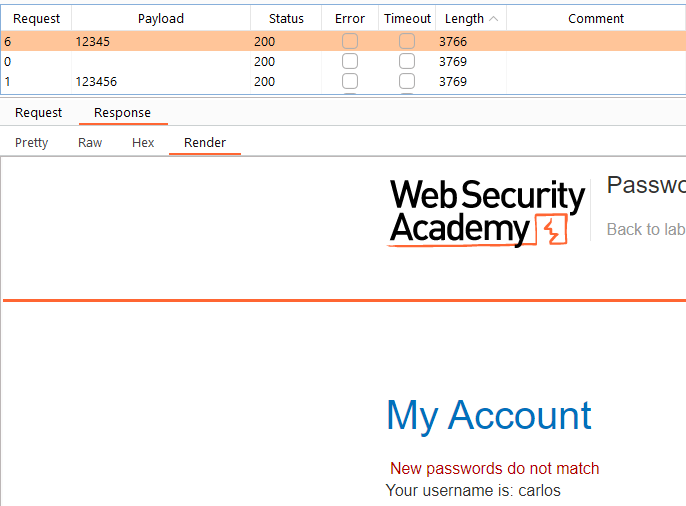 Request Payload Status Error Timeout Length Comment
6 12345 200 3766
0 200 3769
1 123456 200 3769
Request Response
Pretty Raw Hex Render
Web Security
Academy
Back to lab
My Account
New passwords do not match
Your username is: carlos